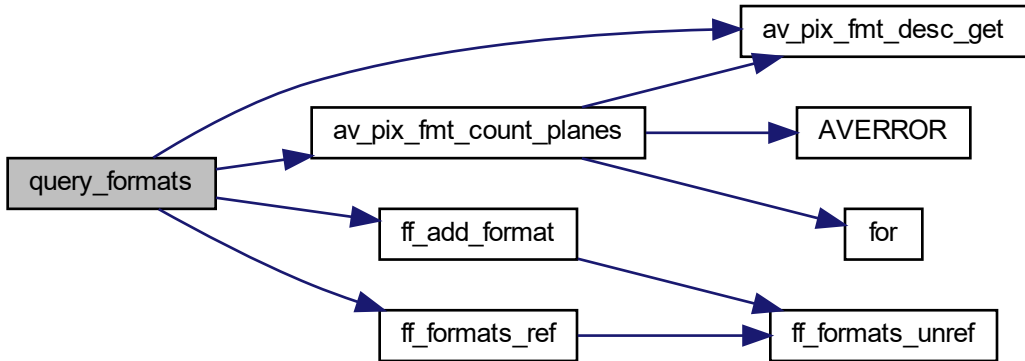 av_pix_fmt_desc_get
av_pix_fmt_count_planes
AVERROR
query_formats
ff_add_format
for
ff_formats_ref
ff_formats_unref